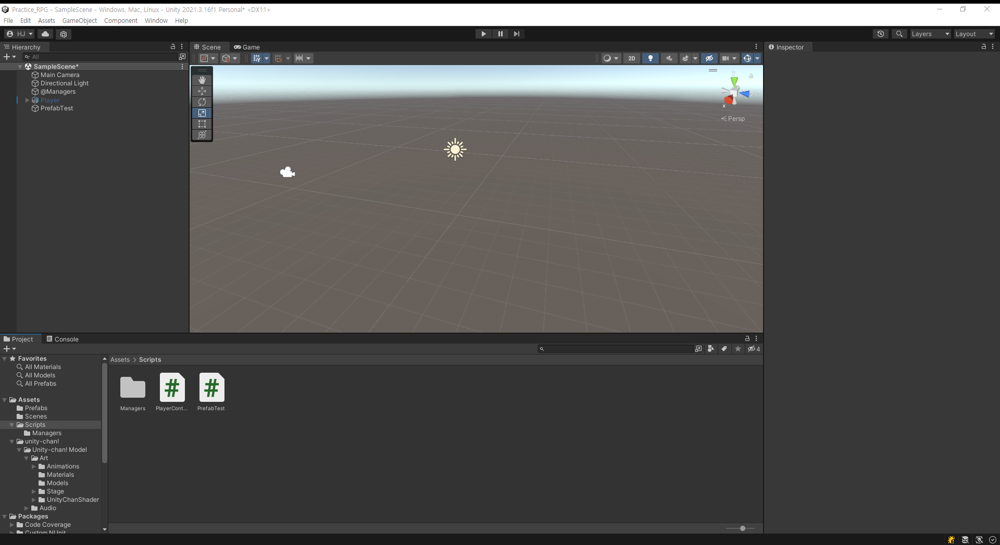 Practice_RPG - SampleScene - Windows, Mac, Linux - Unity 2021.3.16f1 Personal* <DX11>
File Edit Assets GameObject Component Window Help
HJ
Layers
Layout
Hierarchy
All
SampleScene*
Main Camera
Directional Light
@Managers
Player
PrefabTest
Scene
Game
2D
y
x
z
< Persp
Inspector
Project
Console
4
Favorites
All Materials
All Models
All Prefabs
Assets
Prefabs
Scenes
Scripts
Managers
unity-chan!
Unity-chan! Model
Art
Animations
Materials
Models
Stage
UnityChanShader
Audio
Packages
Code Coverage
Custom NUnit
Assets > Scripts
Managers
PlayerCont...
PrefabTest